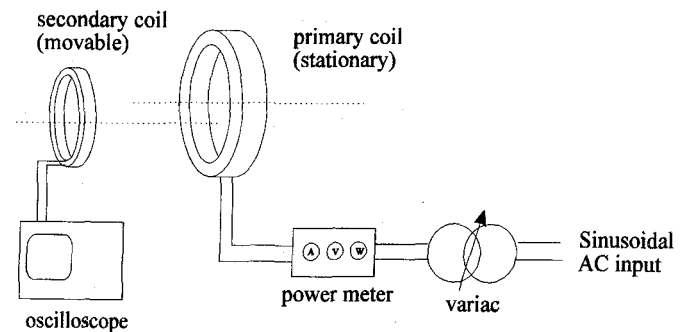 secondary coil
(movable)
primary coil
(stationary)
A V W
power meter
variac
Sinusoidal
AC input
oscilloscope